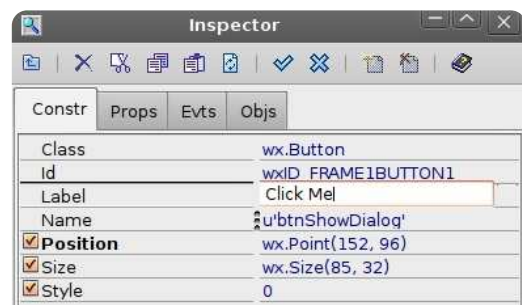 Inspector
Constr Props Evts Objs
Class wx.Button
Id wxID_FRAME1BUTTON1
Label Click Me
Name u'btnShowDialog'
Position wx.Point(152, 96)
Size wx.Size(85, 32)
Style 0